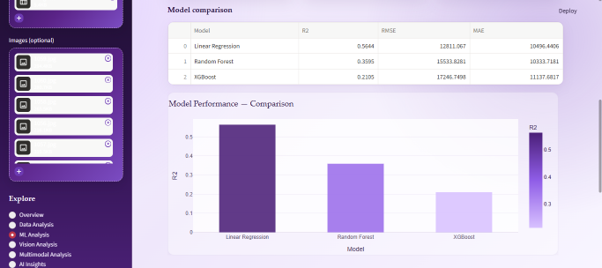 Images (optional)
Explore
Overview
Data Analysis
ML Analysis
Vision Analysis
Multimodal Analysis
AI Insights
Deploy
Model comparison
Model R2 RMSE MAE
0 Linear Regression 0.5644 12811.067 10496.4406
1 Random Forest 0.3595 15533.8281 10333.7181
2 XGBoost 0.2105 17246.7498 11137.6817
Model Performance — Comparison
R2
0.5
0.4
0.3
0.2
0.1
0
Linear Regression Random Forest XGBoost
Model
R2
0.5
0.4
0.3